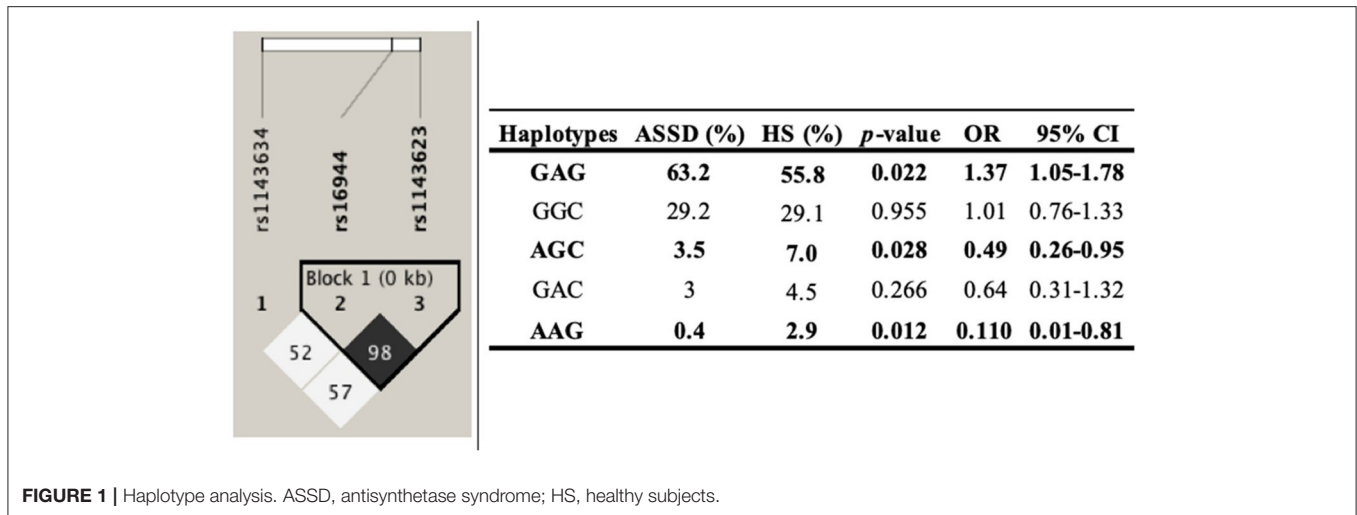 rs1143634
rs16944
rs1143623
Block 1 (0 kb)
1 2 3
52 98
57
Haplotypes ASSD (%) HS (%) p-value OR 95% CI
GAG 63.2 55.8 0.022 1.37 1.05-1.78
GGC 29.2 29.1 0.955 1.01 0.76-1.33
AGC 3.5 7.0 0.028 0.49 0.26-0.95
GAC 3 4.5 0.266 0.64 0.31-1.32
AAG 0.4 2.9 0.012 0.110 0.01-0.81
FIGURE 1 | Haplotype analysis. ASSD, antisynthetase syndrome; HS, healthy subjects.